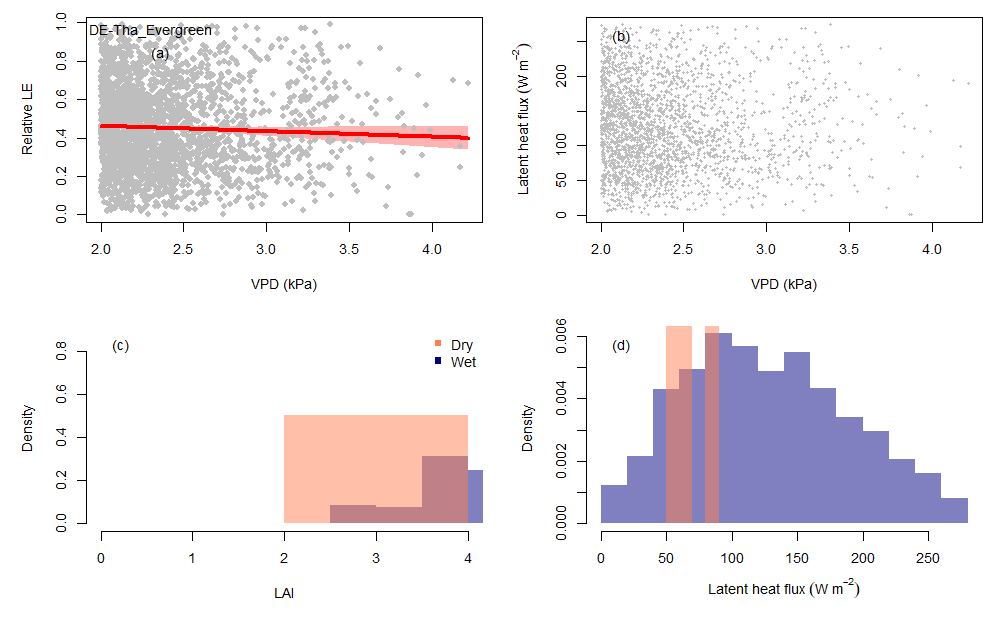 DE-Tha_Evergreen
(a)
Relative LE
0.0 0.2 0.4 0.6 0.8 1.0
2.0 2.5 3.0 3.5 4.0
VPD (kPa)
(b)
Latent heat flux (W m⁻²)
0 50 100 200
2.0 2.5 3.0 3.5 4.0
VPD (kPa)
(c)
Dry
Wet
Density
0.0 0.2 0.4 0.6 0.8
0 1 2 3 4
LAI
(d)
Density
0.000 0.002 0.004 0.006
0 50 100 150 200 250
Latent heat flux (W m⁻²)